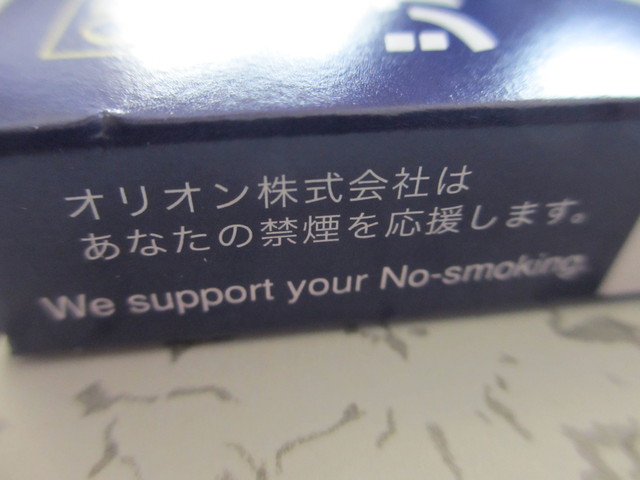 オリオン株式会社は
あなたの禁煙を応援します。
We support your No-smoking.